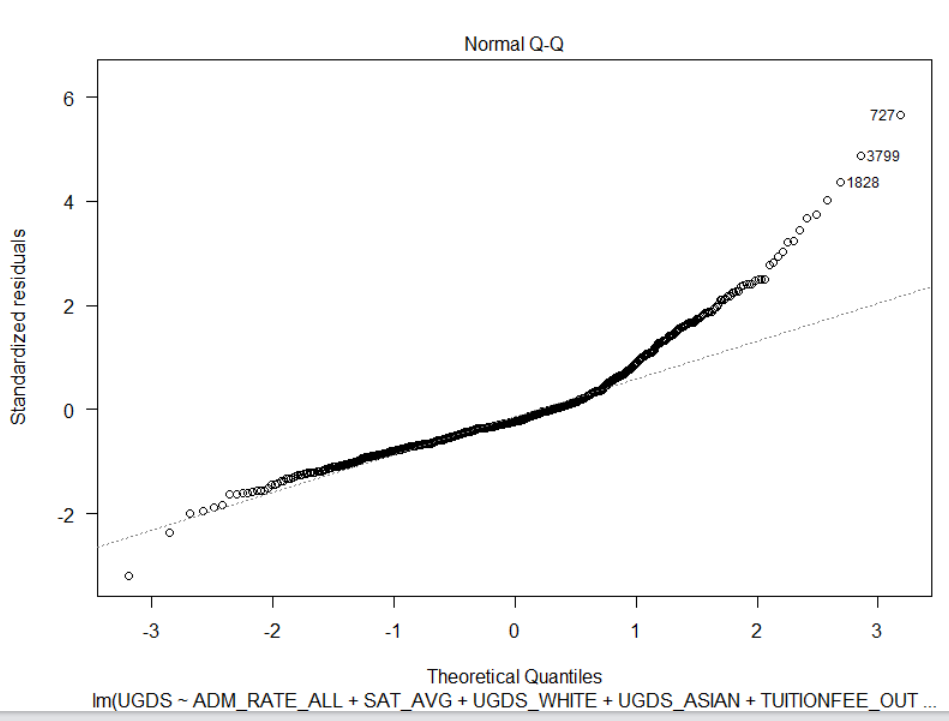 Normal Q-Q
6
4
2
0
-2
Standardized residuals
727
3799
1828
-3 -2 -1 0 1 2 3
Theoretical Quantiles
lm(UGDS ~ ADM_RATE_ALL + SAT_AVG + UGDS_WHITE + UGDS_ASIAN + TUITIONFEE_OUT ...